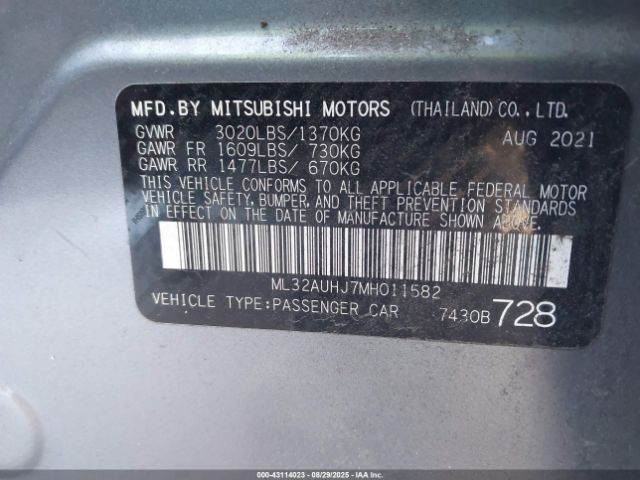 MFD.BY MITSUBISHI MOTORS (THAILAND) CO., LTD.
GVWR 3020LBS/1370KG AUG 2021
GAWR FR 1609LBS/ 730KG
GAWR RR 1477LBS/ 670KG
THIS VEHICLE CONFORMS TO ALL APPLICABLE FEDERAL MOTOR
VEHICLE SAFETY, BUMPER, AND THEFT PREVENTION STANDARDS
IN EFFECT ON THE DATE OF MANUFACTURE SHOWN ABOVE.
ML32AUHJ7MH011582
VEHICLE TYPE:PASSENGER CAR 7430B 728
000-43114023 - 08/29/2025 - IAAI.com